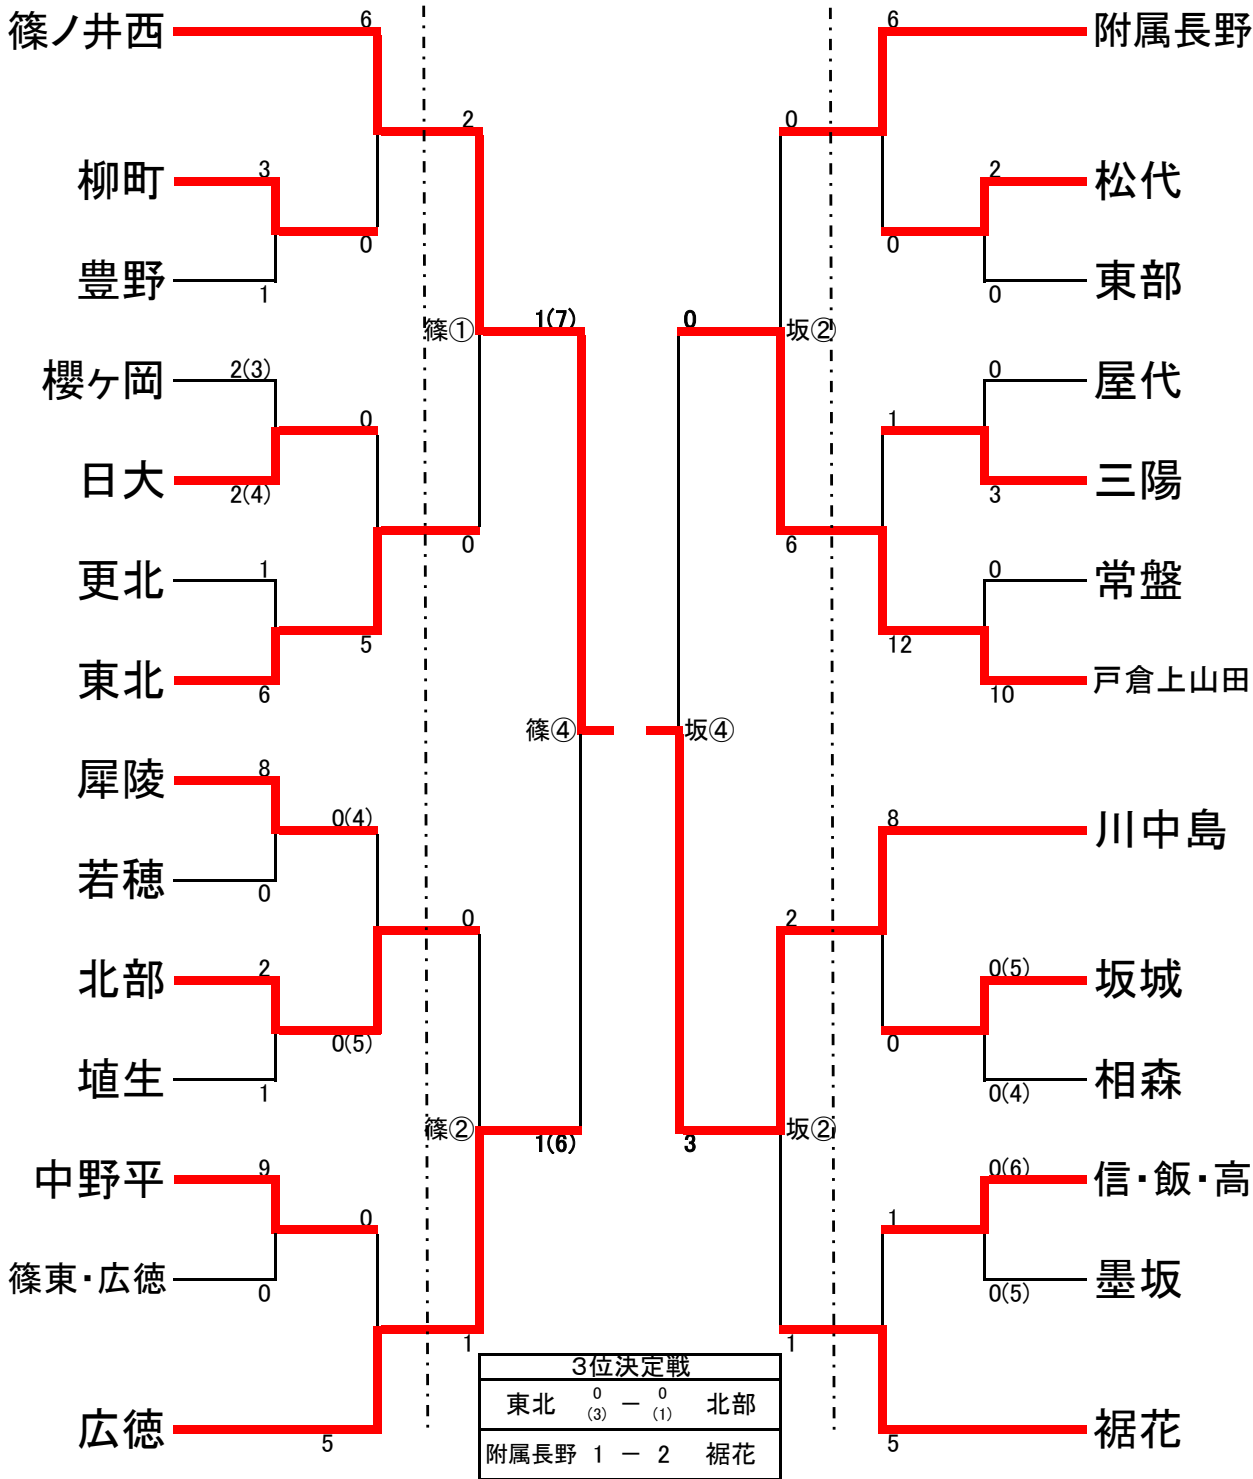 篠ノ井西 6 6 附属長野
2 0
柳町 3 2 松代
0 0
豊野 1 0 東部
篠① 1(7) 0 坂②
櫻ヶ岡 2(3) 0 屋代
0 1
日大 2(4) 3 三陽
0 6
更北 1 0 常盤
5 12
東北 6 10 戸倉上山田
篠④ 坂④
犀陵 8 8 川中島
0(4)
若穂 0
0 2
北部 2 0(5) 坂城
0(5) 0
埴生 1 0(4) 相森
篠② 1(6) 3 坂②
中野平 9 0(6) 信・飯・高
0 1
篠東・広徳 0 0(5) 墨坂
1 1
広徳 5 5 裾花
3位決定戦
東北 0(3) － 0(1) 北部
附属長野 1 － 2 裾花